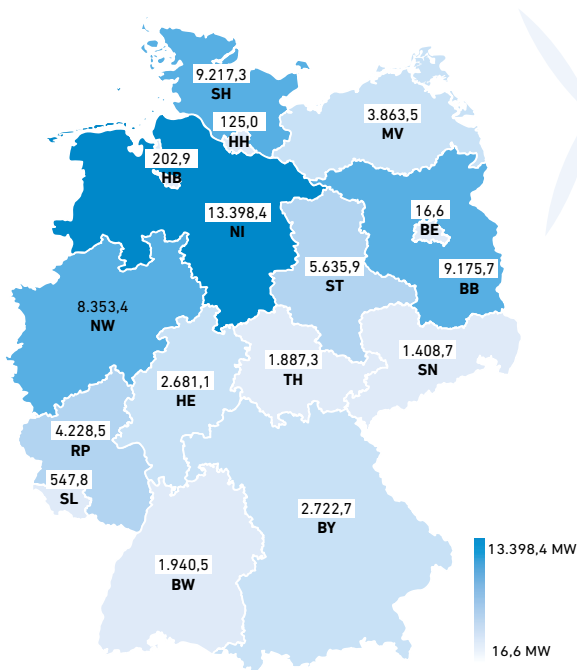 9.217,3
SH
125,0
HH
3.863,5
MV
202,9
HB
13.398,4
NI
16,6
BE
9.175,7
BB
5.635,9
ST
8.353,4
NW
1.887,3
TH
1.408,7
SN
2.681,1
HE
4.228,5
RP
547,8
SL
2.722,7
BY
1.940,5
BW
13.398,4 MW
16,6 MW